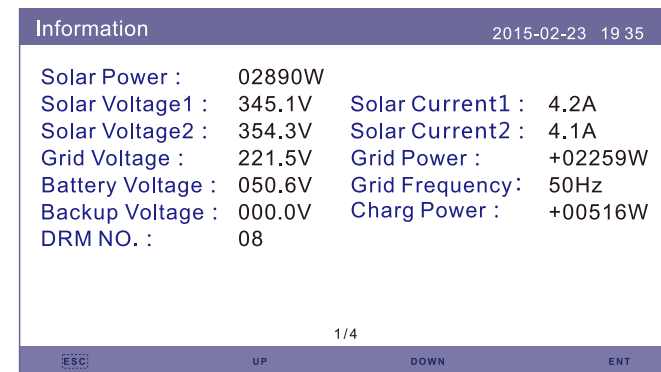 Information 2015-02-23 19 35
Solar Power : 02890W
Solar Voltage1 : 345.1V Solar Current1 : 4.2A
Solar Voltage2 : 354.3V Solar Current2 : 4.1A
Grid Voltage : 221.5V Grid Power : +02259W
Battery Voltage : 050.6V Grid Frequency: 50Hz
Backup Voltage : 000.0V Charg Power : +00516W
DRM NO. : 08
1/4
ESC UP DOWN ENT